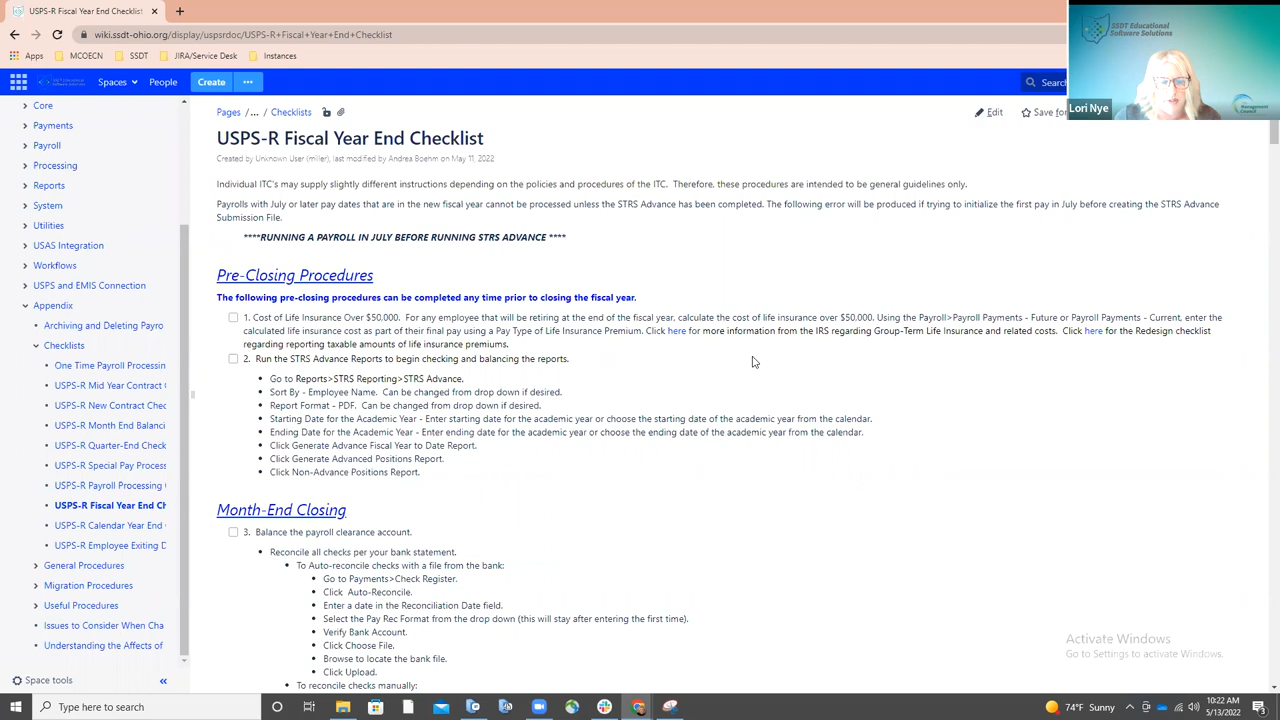 USPS-R Fiscal Year End Checklist
wiki.ssdt-ohio.org/display/uspsrdoc/USPS-R+Fiscal+Year+End+Checklist
Apps MOECN SSDT JIRA/Service Desk Instances
SSDT Educational
Software Solutions
Lori Nye
Management
Council
Spaces People Create Search
Core
Payments
Payroll
Processing
Reports
System
Utilities
USAS Integration
Workflows
USPS and EMIS Connection
Appendix
Archiving and Deleting Payro
Checklists
One Time Payroll Processin
USPS-R Mid Year Contract
USPS-R New Contract Chec
USPS-R Month End Balanci
USPS-R Quarter-End Check
USPS-R Special Pay Process
USPS-R Payroll Processing
USPS-R Fiscal Year End Ch
USPS-R Calendar Year End
USPS-R Employee Exiting D
General Procedures
Migration Procedures
Useful Procedures
Issues to Consider When Cha
Understanding the Affects of
Space tools
Pages /... / Checklists
Edit Save for
USPS-R Fiscal Year End Checklist
Created by Unknown User (miller), last modified by Andrea Boehm on May 11, 2022
Individual ITC's may supply slightly different instructions depending on the policies and procedures of the ITC. Therefore, these procedures are intended to be general guidelines only.
Payrolls with July or later pay dates that are in the new fiscal year cannot be processed unless the STRS Advance has been completed. The following error will be produced if trying to initialize the first pay in July before creating the STRS Advance
Submission File.
****RUNNING A PAYROLL IN JULY BEFORE RUNNING STRS ADVANCE ****
Pre-Closing Procedures
The following pre-closing procedures can be completed any time prior to closing the fiscal year.
1. Cost of Life Insurance Over $50,000. For any employee that will be retiring at the end of the fiscal year, calculate the cost of life insurance over $50,000. Using the Payroll>Payroll Payments - Future or Payroll Payments - Current, enter the
calculated life insurance cost as part of their final pay using a Pay Type of Life Insurance Premium. Click here for more information from the IRS regarding Group-Term Life Insurance and related costs. Click here for the Redesign checklist
regarding reporting taxable amounts of life insurance premiums.
2. Run the STRS Advance Reports to begin checking and balancing the reports.
• Go to Reports>STRS Reporting>STRS Advance.
• Sort By - Employee Name. Can be changed from drop down if desired.
• Report Format - PDF. Can be changed from drop down if desired.
• Starting Date for the Academic Year - Enter starting date for the academic year or choose the starting date of the academic year from the calendar.
• Ending Date for the Academic Year - Enter ending date for the academic year or choose the ending date of the academic year from the calendar.
• Click Generate Advance Fiscal Year to Date Report.
• Click Generate Advanced Positions Report.
• Click Non-Advance Positions Report.
Month-End Closing
3. Balance the payroll clearance account.
• Reconcile all checks per your bank statement.
• To Auto-reconcile checks with a file from the bank:
• Go to Payments>Check Register.
• Click Auto-Reconcile.
• Enter a date in the Reconciliation Date field.
• Select the Pay Rec Format from the drop down (this will stay after entering the first time).
• Verify Bank Account.
• Click Choose File.
• Browse to locate the bank file.
• Click Upload.
• To reconcile checks manually:
Activate Windows
Go to Settings to activate Windows.
Type here to search
74°F Sunny
10:22 AM
5/13/2022